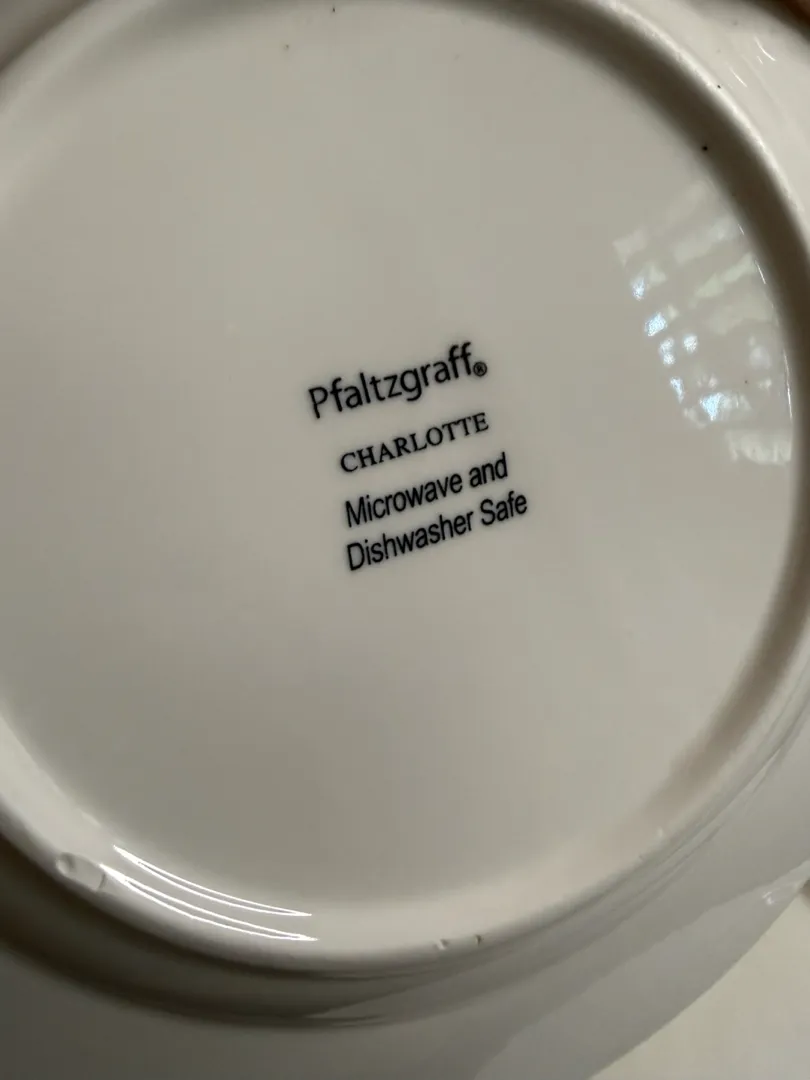 Pfaltzgraff®
CHARLOTTE
Microwave and
Dishwasher Safe